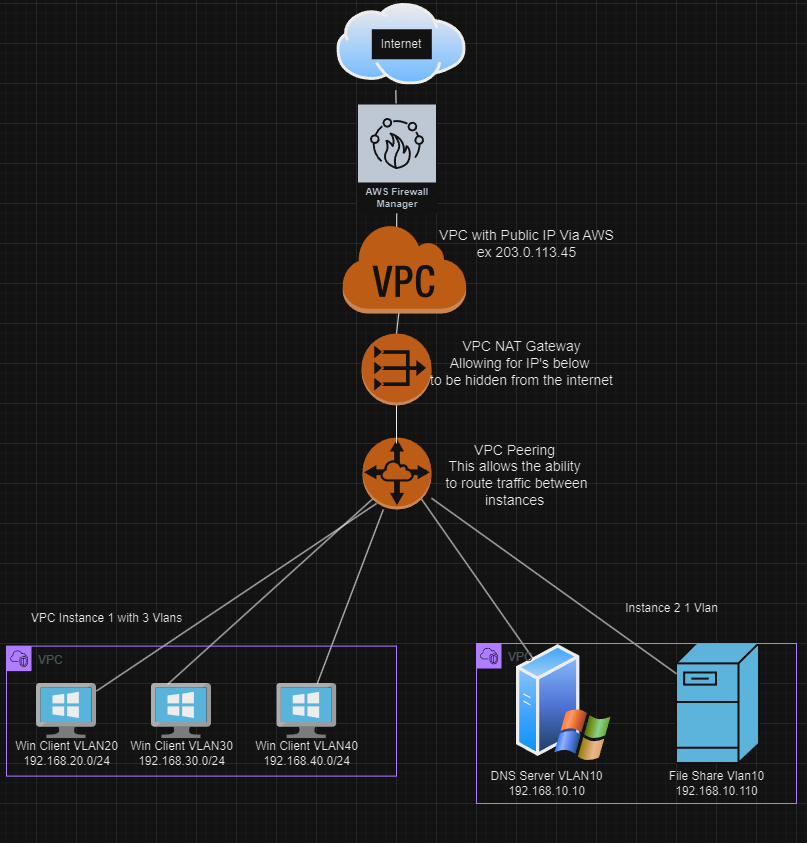 Internet
AWS Firewall
Manager
VPC with Public IP Via AWS
ex 203.0.113.45
VPC
VPC NAT Gateway
Allowing for IP's below
to be hidden from the internet
VPC Peering
This allows the ability
to route traffic between
instances
VPC Instance 1 with 3 Vlans
Instance 2 1 Vlan
VPC
VPC
Win Client VLAN20
192.168.20.0/24
Win Client VLAN30
192.168.30.0/24
Win Client VLAN40
192.168.40.0/24
DNS Server VLAN10
192.168.10.10
File Share Vlan10
192.168.10.110